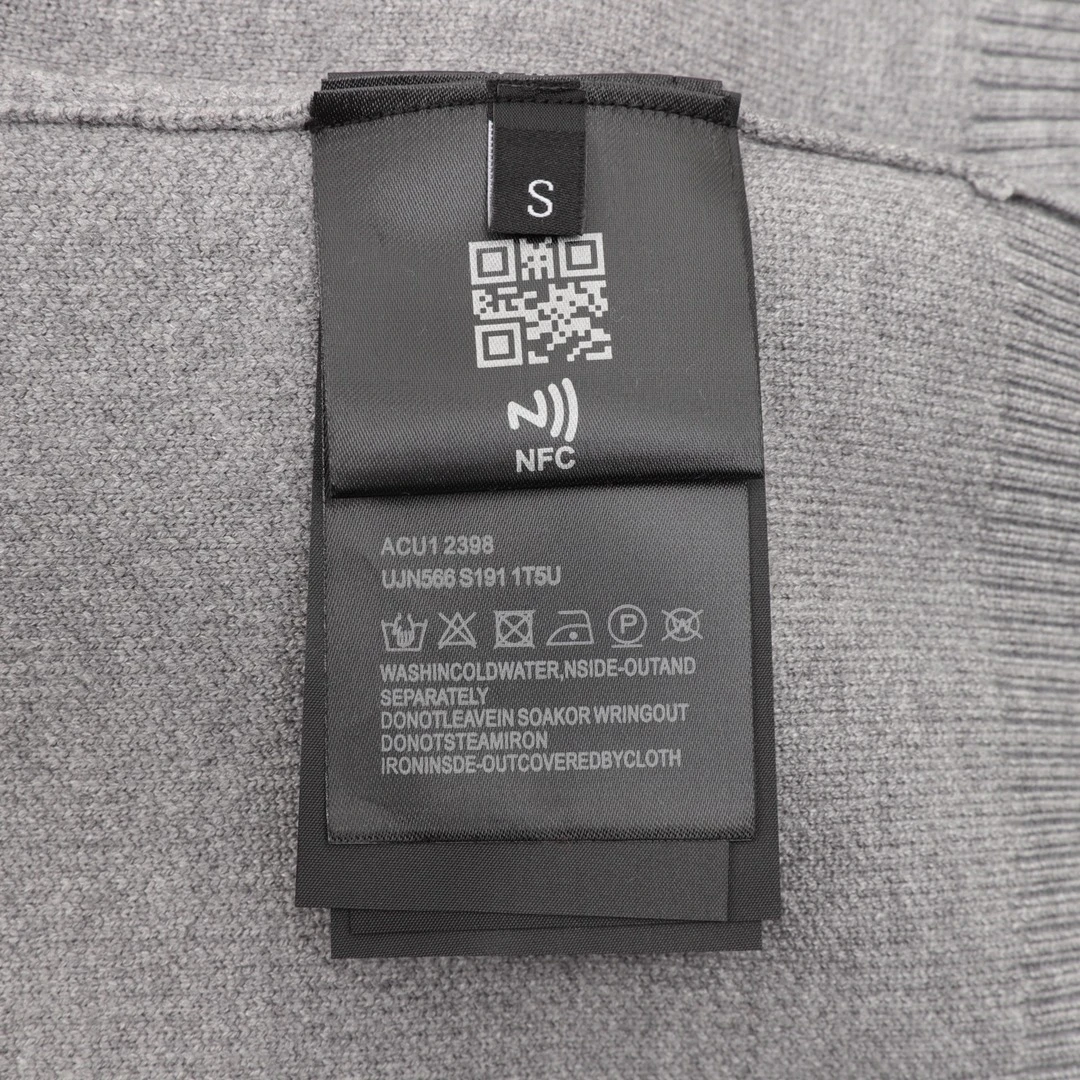 S
NFC
ACU1 2398
UJN566 S191 1T5U
P
W
WASHINCOLDWATER,NSIDE-OUTAND
SEPARATELY
DONOTLEAVEIN SOAKOR WRINGOUT
DONOTSTEAMIRON
IRONINSDE-OUTCOVEREDBYCLOTH